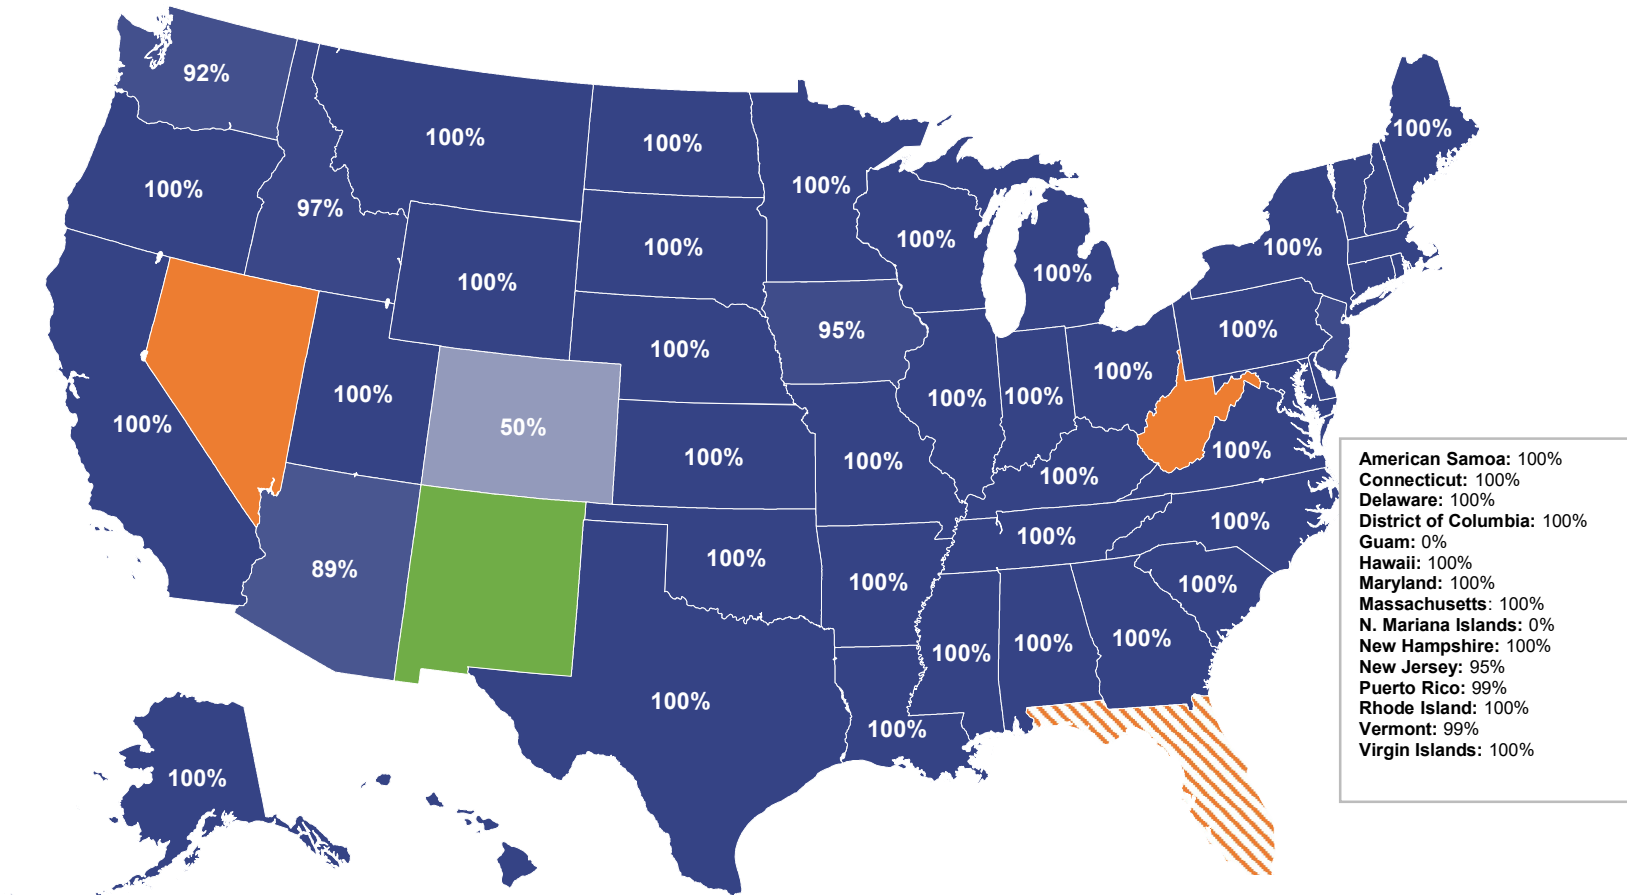 92%
100%
100%
100%
100%
100%
97%
100%
100%
100%
100%
100%
100%
95%
100%
100%
100%
100%
100%
100%
100%
50%
100%
100%
100%
100%
100%
100%
100%
89%
100%
100%
100%
100%
100%
100%
100%
100%
100%
American Samoa: 100%
Connecticut: 100%
Delaware: 100%
District of Columbia: 100%
Guam: 0%
Hawaii: 100%
Maryland: 100%
Massachusetts: 100%
N. Mariana Islands: 0%
New Hampshire: 100%
New Jersey: 95%
Puerto Rico: 99%
Rhode Island: 100%
Vermont: 99%
Virgin Islands: 100%